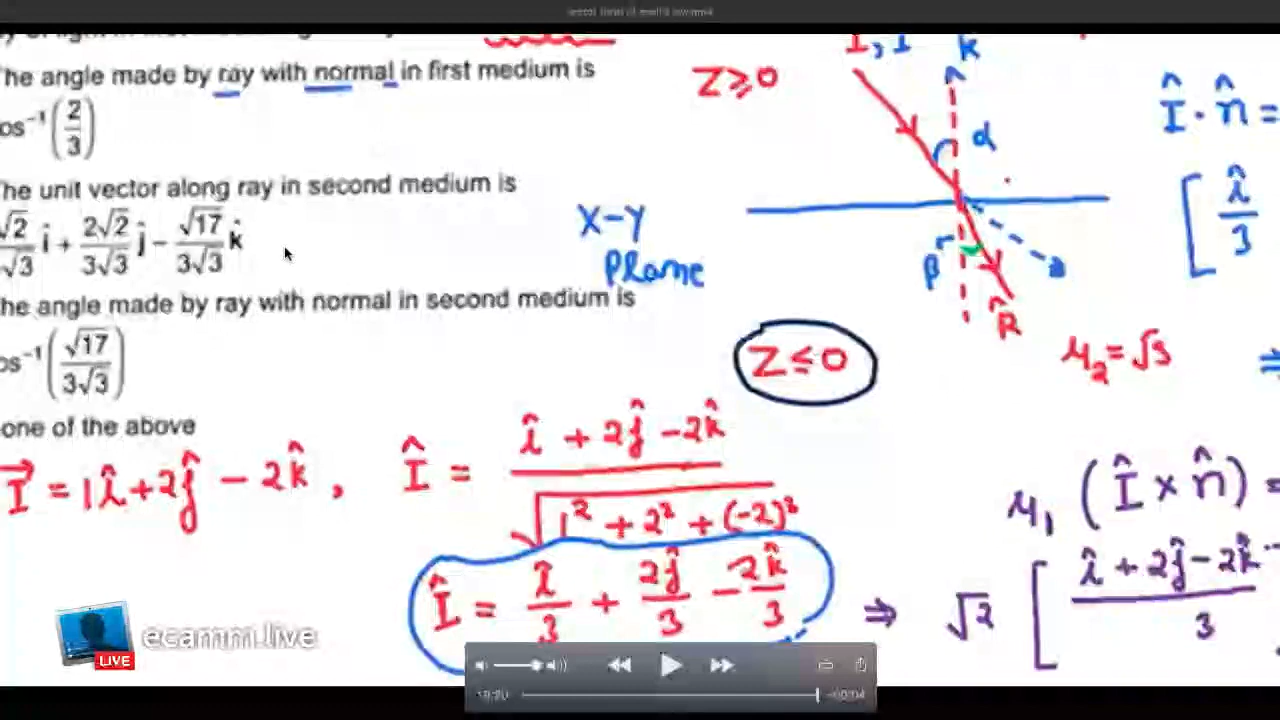 The angle made by ray with normal in first medium is
os⁻¹(2/3)
The unit vector along ray in second medium is
√2/√3 î + 2√2/3√3 ĵ − √17/3√3 k̂
he angle made by ray with normal in second medium is
os⁻¹(√17/3√3)
one of the above
I⃗ = 1î + 2ĵ − 2k̂ , Î = î + 2ĵ − 2k̂ / √1² + 2² + (−2)²
Î = î/3 + 2ĵ/3 − 2k̂/3
Z ⩾ 0
k̂
α
X−Y
Plane
r
β
R̂
Z ≤ 0
μ₂ = √3
Î · n̂ =
[ î/3
⇒
μ₁ (Î × n̂) =
⇒ √2 [ î + 2ĵ − 2k̂ / 3
ecamm live
LIVE
-00:04